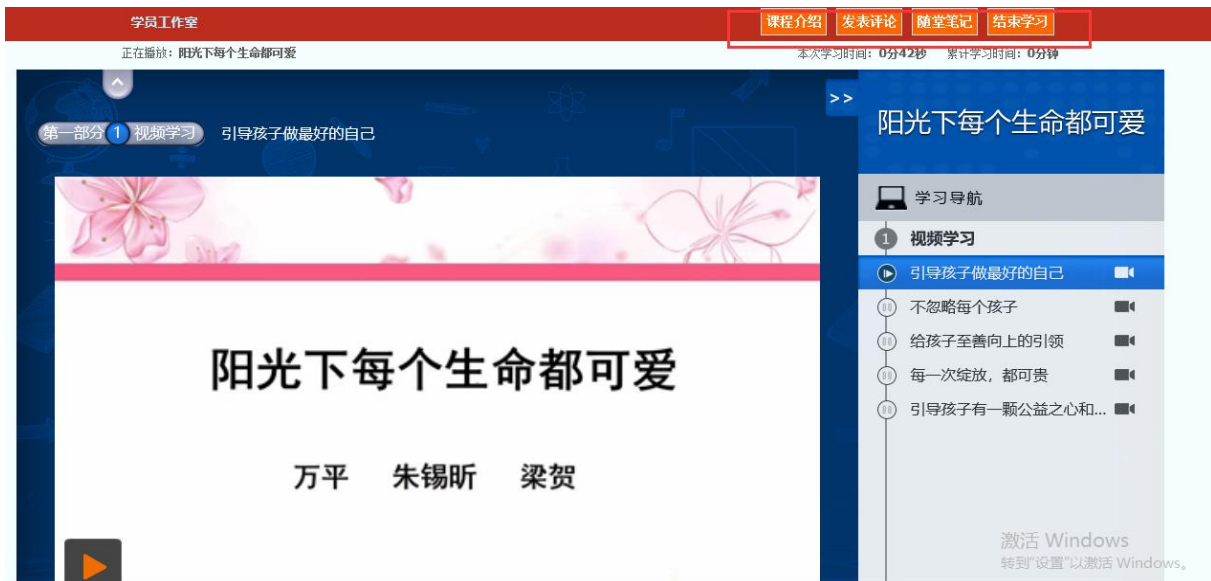 学员工作室
课程介绍 发表评论 随堂笔记 结束学习
正在播放：阳光下每个生命都可爱
本次学习时间：0分42秒 累计学习时间：0分钟
>>
第一部分 1 视频学习 引导孩子做最好的自己
阳光下每个生命都可爱
学习导航
1 视频学习
引导孩子做最好的自己
不忽略每个孩子
给孩子至善向上的引领
每一次绽放，都可贵
引导孩子有一颗公益之心和...
阳光下每个生命都可爱
万平 朱锡昕 梁贺
激活 Windows
转到"设置"以激活 Windows。